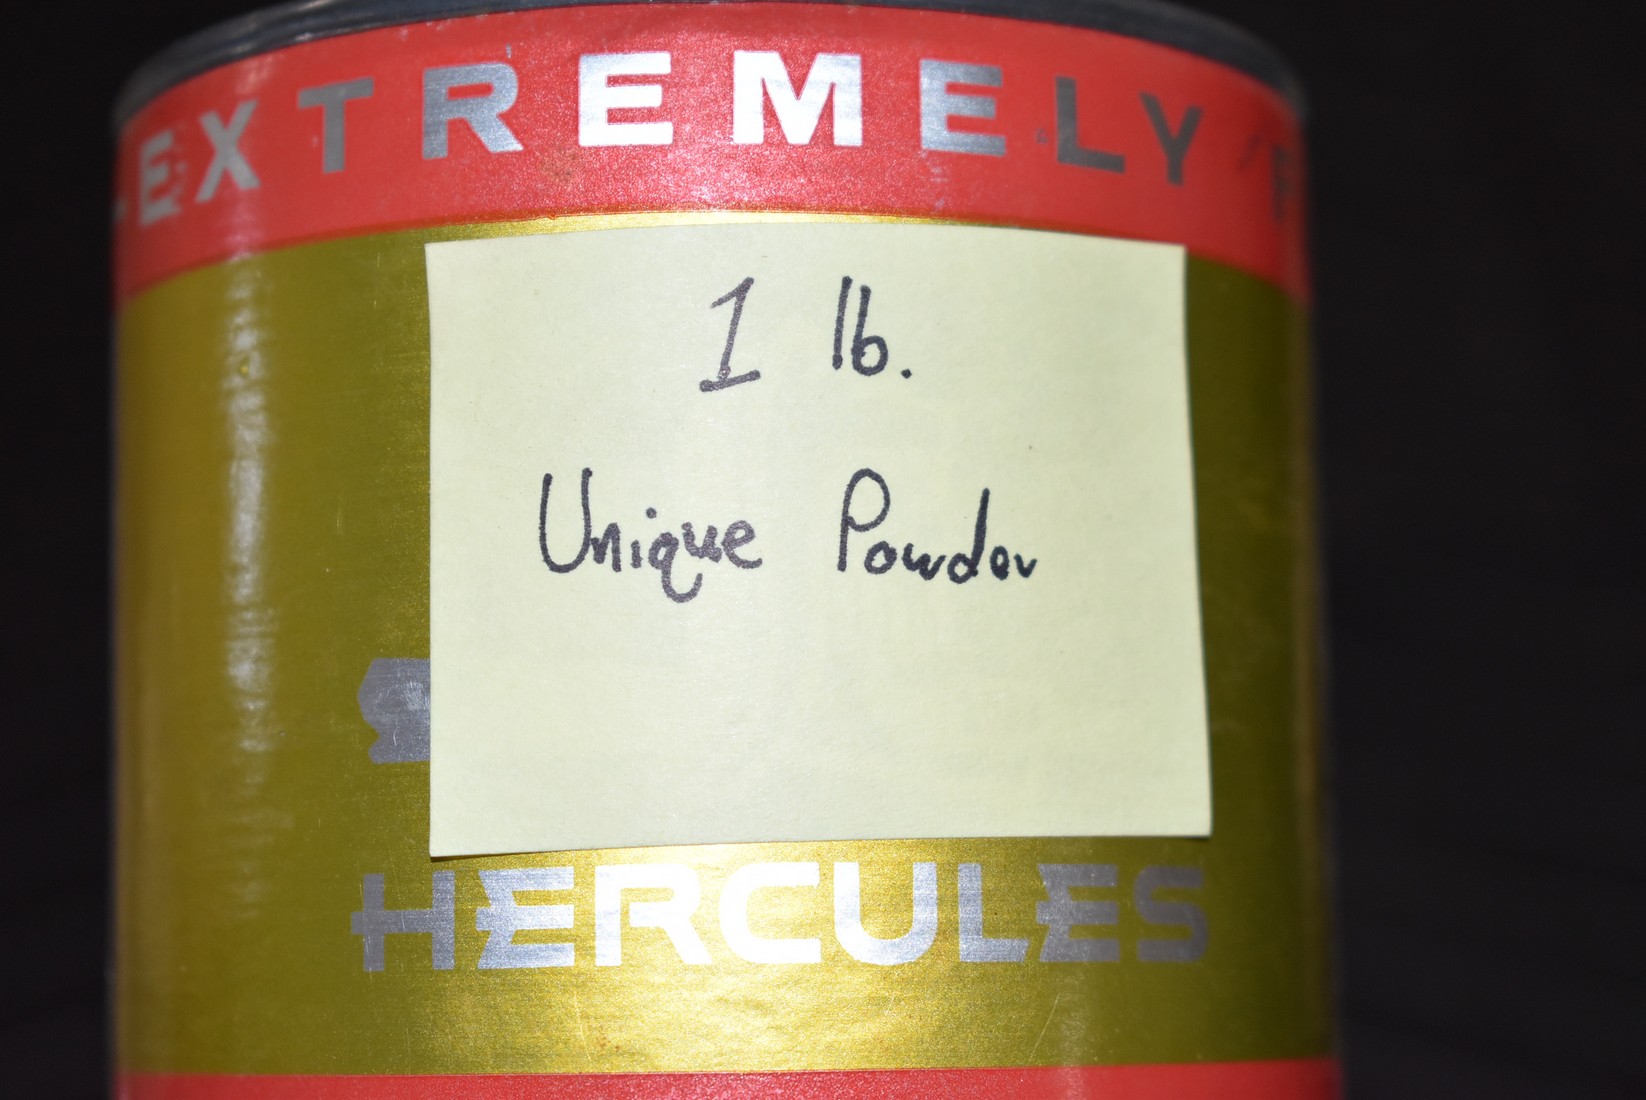 EXTREMELY
1 lb.
Unique Powder
HERCULES